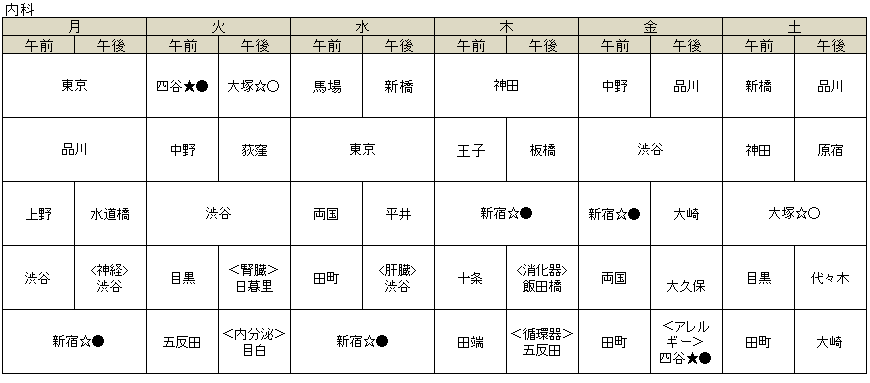 内科
月 火 水 木 金 土
午前 午後 午前 午後 午前 午後 午前 午後 午前 午後 午前 午後
東京 四谷★● 大塚☆○ 馬場 新橋 神田 中野 品川 新橋 品川
品川 中野 荻窪 東京 王子 板橋 渋谷 神田 原宿
上野 水道橋 渋谷 両国 平井 新宿☆● 新宿☆● 大崎 大塚☆○
渋谷 <神経> 目黒 <腎臓> 田町 <肝臓> 十条 <消化器> 両国 大久保 目黒 代々木
渋谷 日暮里 渋谷 飯田橋
新宿☆● 五反田 <内分泌> 新宿☆● 田端 <循環器> 田町 <アレル 田町 大崎
目白 五反田 ギー>
四谷★●